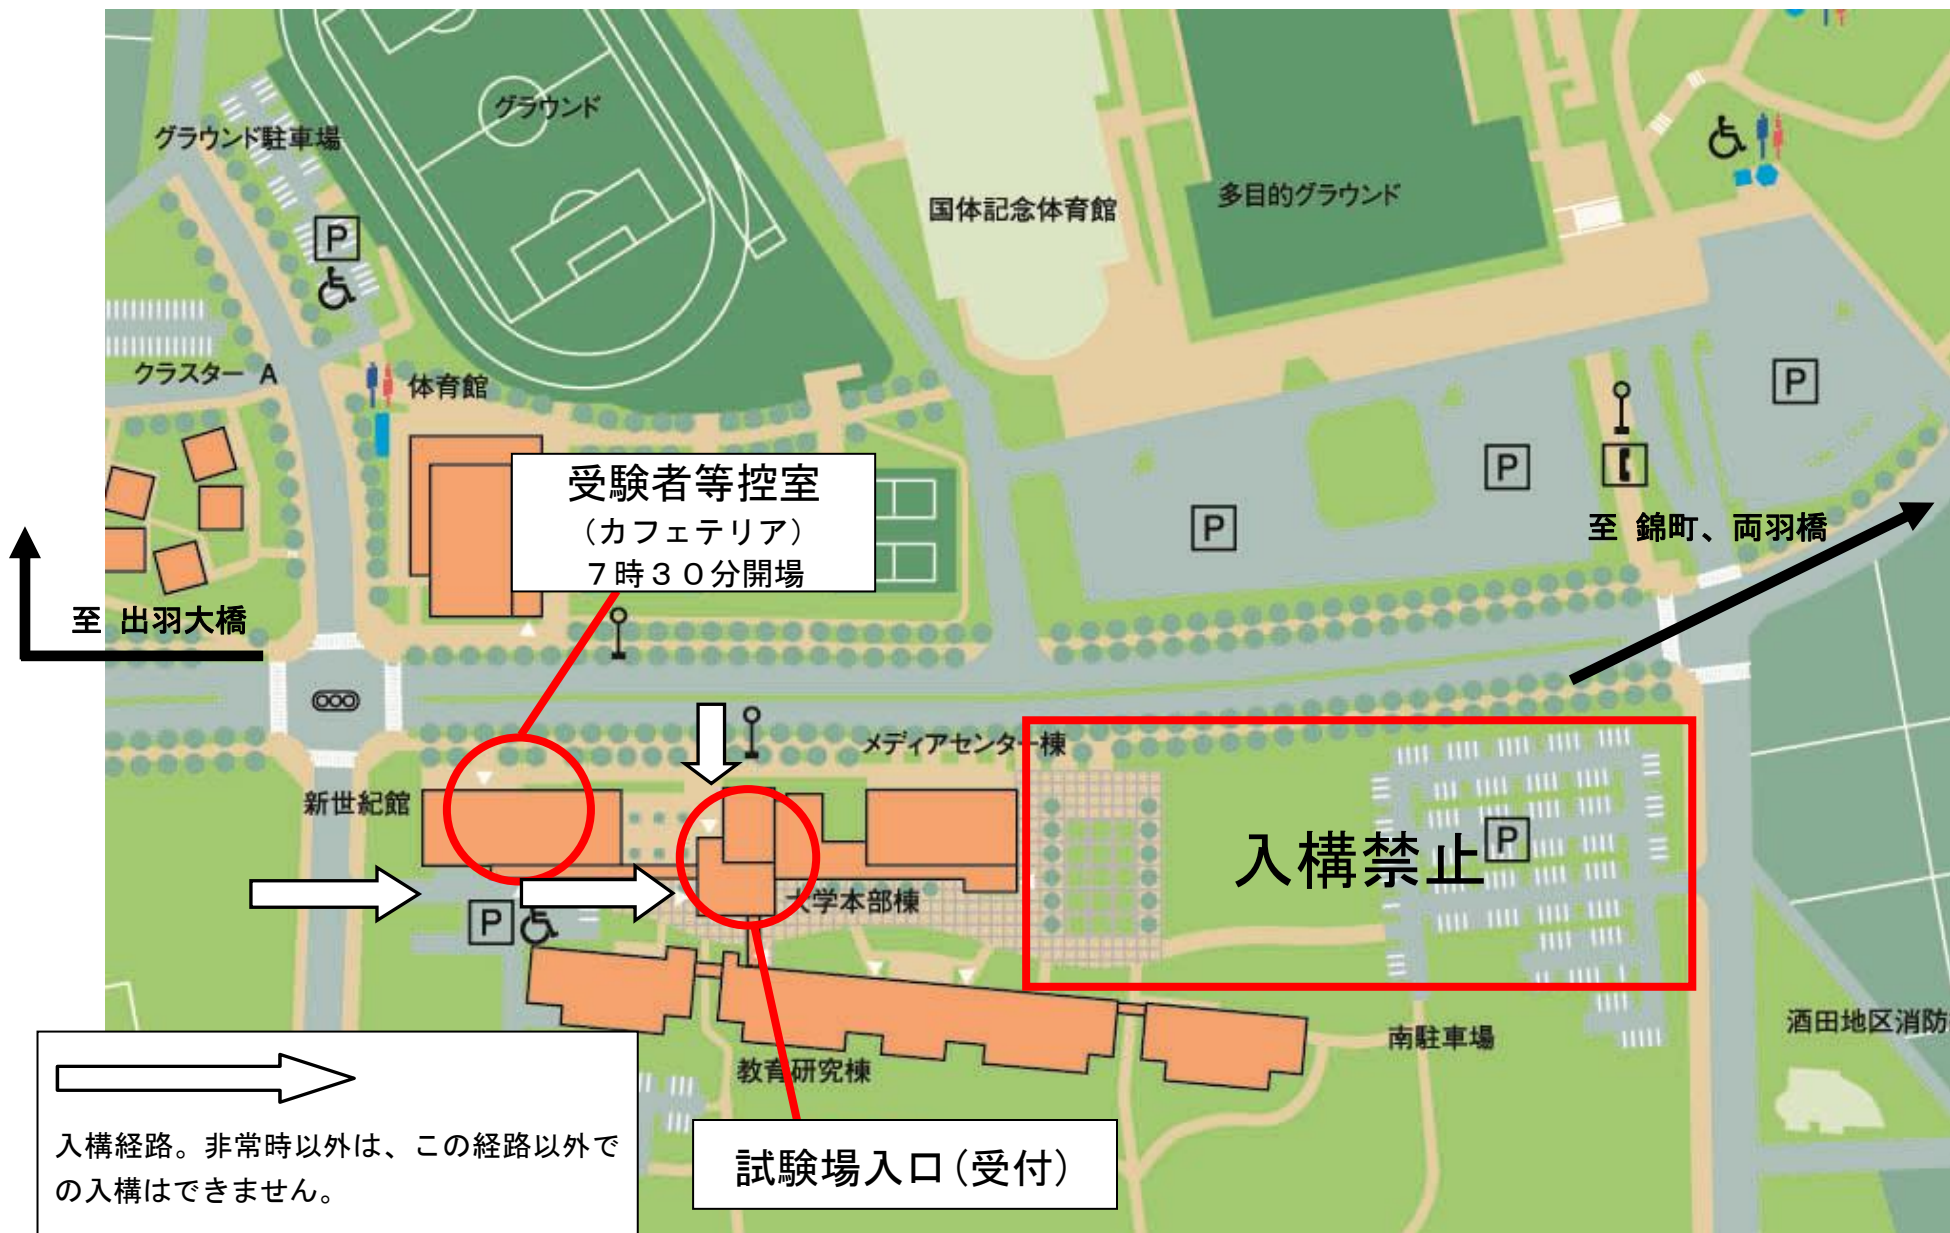 グラウンド
グラウンド駐車場
国体記念体育館
多目的グラウンド
P
クラスター A
体育館
P
P
P
受験者等控室
（カフェテリア）
７時３０分開場
至 錦町、両羽橋
至 出羽大橋
メディアセンター棟
新世紀館
入構禁止
P
大学本部棟
P
酒田地区消防
南駐車場
教育研究棟
入構経路。非常時以外は、この経路以外で
の入構はできません。
試験場入口（受付）